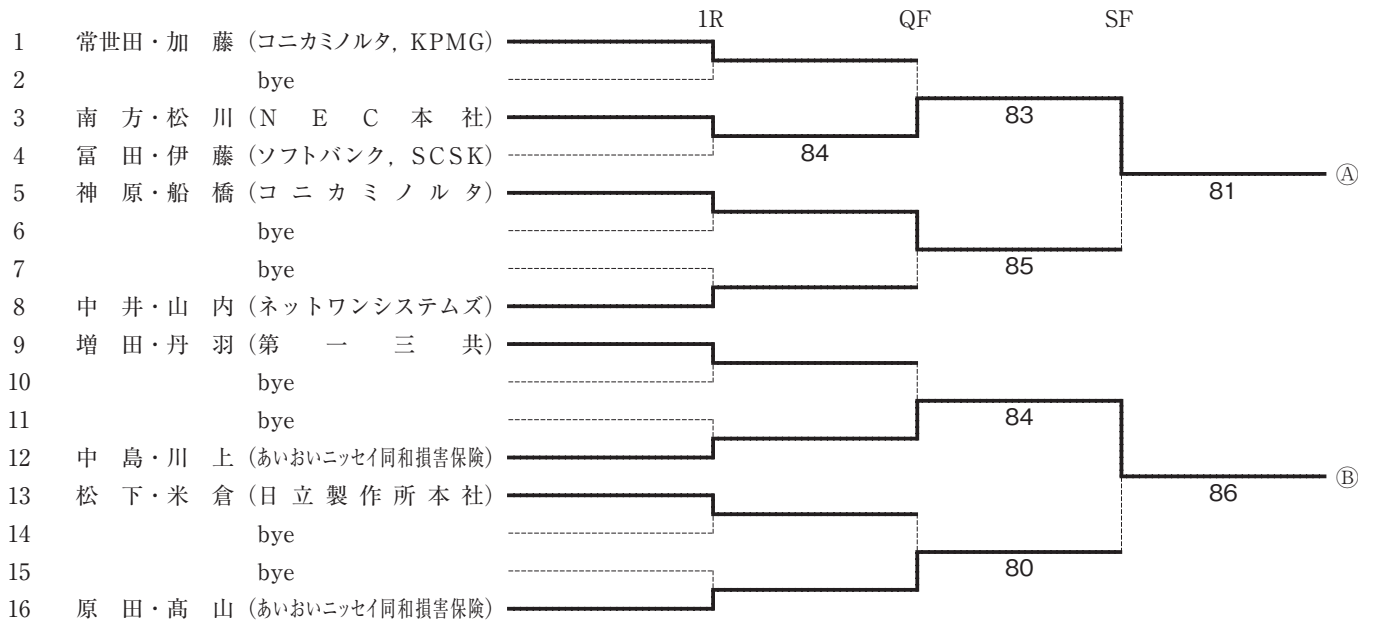 1R QF SF
1 常世田・加 藤 (コニカミノルタ, KPMG)
2 bye
83
3 南 方・松 川 (N E C 本 社)
84
4 冨 田・伊 藤 (ソフトバンク, SCSK)
Ⓐ
81
5 神 原・船 橋 (コ ニ カ ミ ノ ル タ)
6 bye
85
7 bye
8 中 井・山 内 (ネットワンシステムズ)
9 増 田・丹 羽 (第 一 三 共)
10 bye
84
11 bye
12 中 島・川 上 (あいおいニッセイ同和損害保険)
Ⓑ
86
13 松 下・米 倉 (日 立 製 作 所 本 社)
14 bye
80
15 bye
16 原 田・髙 山 (あいおいニッセイ同和損害保険)